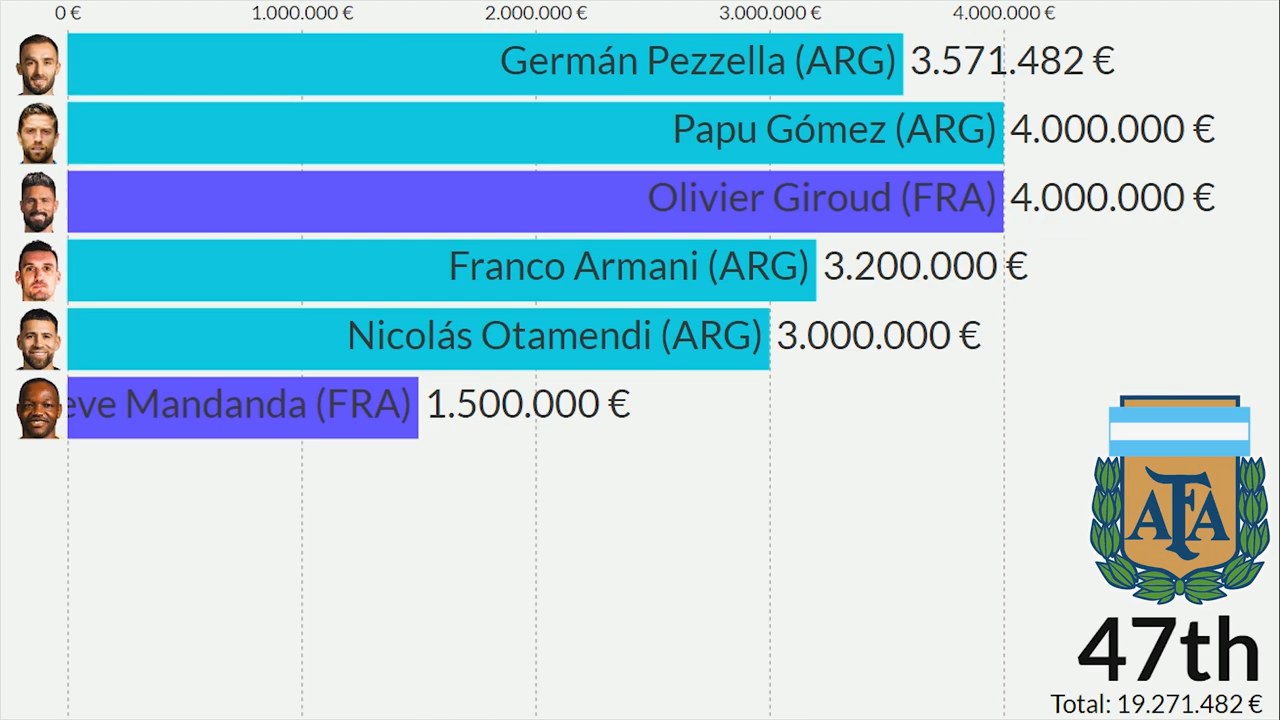 0 € 1.000.000 € 2.000.000 € 3.000.000 € 4.000.000 €
Germán Pezzella (ARG) 3.571.482 €
Papu Gómez (ARG) 4.000.000 €
Olivier Giroud (FRA) 4.000.000 €
Franco Armani (ARG) 3.200.000 €
Nicolás Otamendi (ARG) 3.000.000 €
eve Mandanda (FRA) 1.500.000 €
AFA
47th
Total: 19.271.482 €